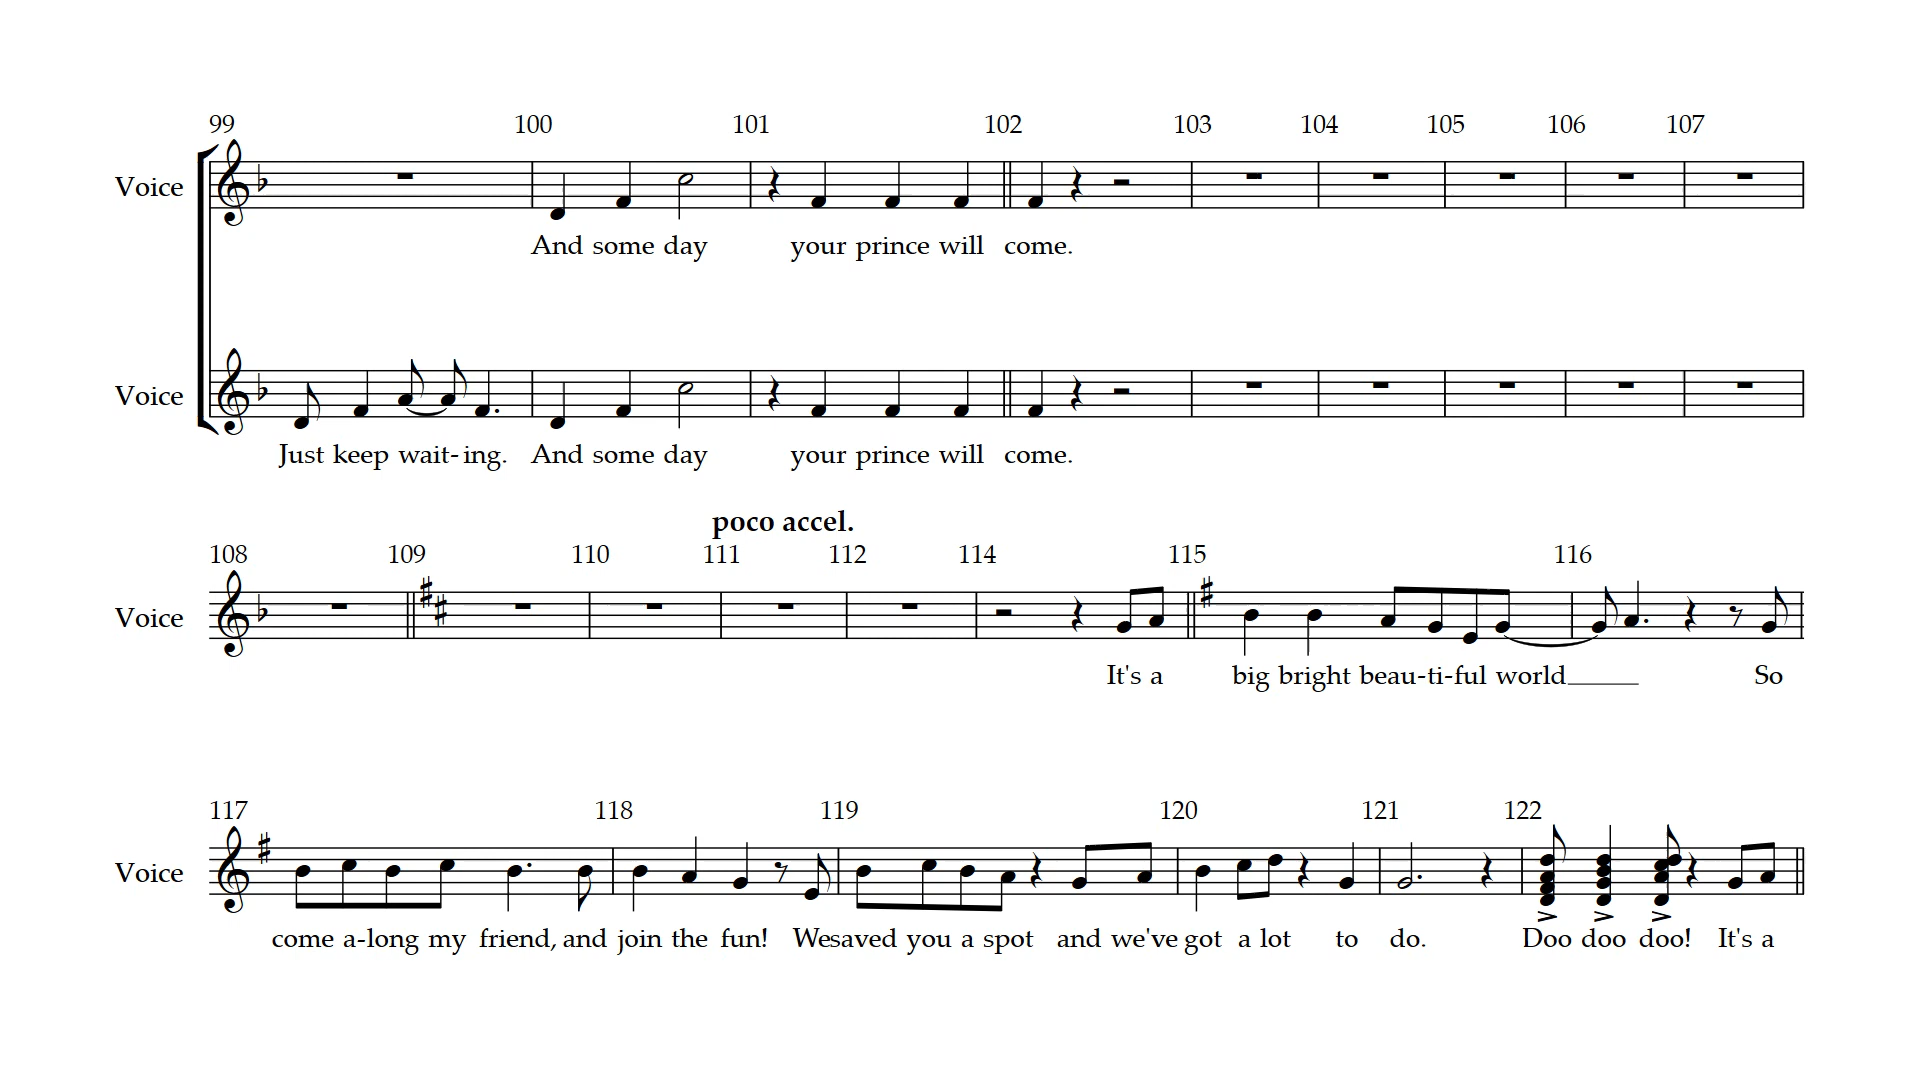 99 100 101 102 103 104 105 106 107
Voice
And some day your prince will come.
Voice
Just keep wait- ing. And some day your prince will come.
poco accel.
108 109 110 111 112 114 115 116
Voice
It's a big bright beau-ti-ful world_____ So
117 118 119 120 121 122
Voice
come a-long my friend, and join the fun! Wesaved you a spot and we've got a lot to do. Doo doo doo! It's a